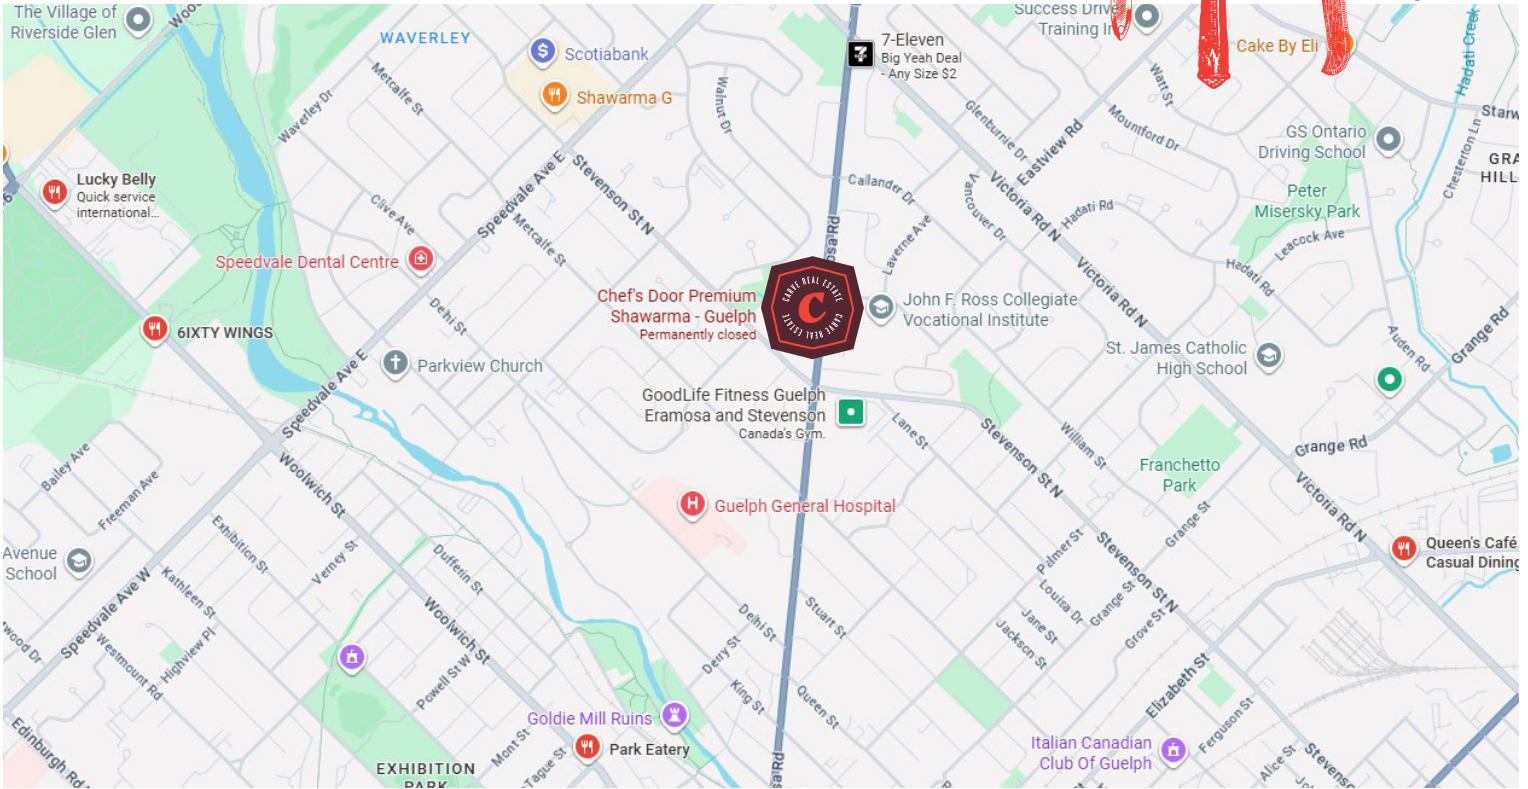 The Village of
Riverside Glen
WAVERLEY
Scotiabank
Shawarma G
7-Eleven
Big Yeah Deal
- Any Size $2
Success Drive
Training In
Cake By Eli
Hadati Creek
Metcalfe St
Waverley Dr
Walnut Dr
Glenburnie Dr
Eastview Rd
Watt St
Mountford Dr
GS Ontario
Driving School
Starw
GRA
HILL
Chesterton Ln
Lucky Belly
Quick service
international...
Clive Ave
Speedvale Ave E
Stevenson St N
Metcalfe St
Callander Dr
Vancouver Dr
Victoria Rd N
Hadati Rd
Peter
Misersky Park
Leacock Ave
Hadati Rd
Speedvale Dental Centre
osa Rd
Laverne Ave
Victoria Rd N
Chef's Door Premium
Shawarma - Guelph
Permanently closed
CARVE REAL ESTATE
C
CARVE REAL ESTATE
John F. Ross Collegiate
Vocational Institute
Delhi St
6IXTY WINGS
Parkview Church
St. James Catholic
High School
Auden Rd
Grange Rd
Speedvale Ave E
GoodLife Fitness Guelph
Eramosa and Stevenson
Canada's Gym.
Lane St
Stevenson St N
William St
Grange Rd
Franchetto
Park
Bailey Ave
Freeman Ave
Woolwich St
Guelph General Hospital
Victoria Rd N
Grange St
Exhibition St
Verney St
Dufferin St
Palmer St
Stevenson St N
Queen's Café
Casual Dining
Avenue
School
Kathleen St
Speedvale Ave W
Woolwich St
Louisa Dr
Grange St
Jane St
Grove St
Jackson St
Delhi St
Stuart St
Derry St
Westmount Rd
Highview Pl
Powell St W
King St
Queen St
Elizabeth St
Ferguson St
Goldie Mill Ruins
Park Eatery
Mont St
Tague St
Italian Canadian
Club Of Guelph
Alice St
Stevens
Edinburgh Rd
EXHIBITION
PARK
sa Rd